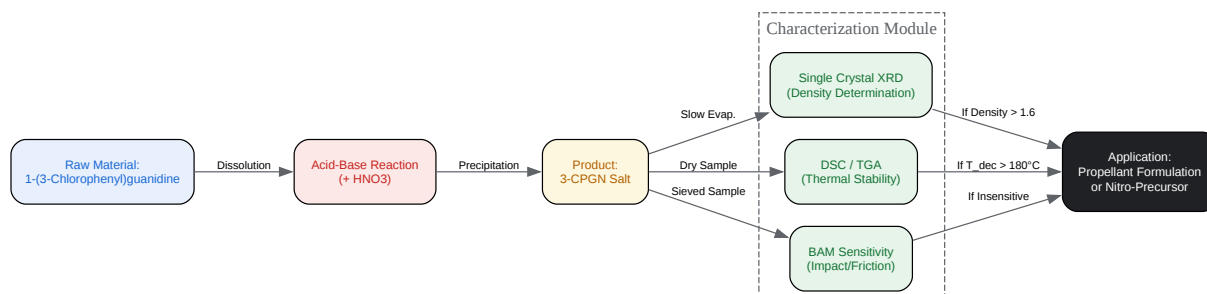 Characterization Module
Raw Material:
1-(3-Chlorophenyl)guanidine
Dissolution
Acid-Base Reaction
(+ HNO3)
Precipitation
Product:
3-CPGN Salt
Slow Evap.
Dry Sample
Sieved Sample
Single Crystal XRD
(Density Determination)
DSC / TGA
(Thermal Stability)
BAM Sensitivity
(Impact/Friction)
If Density > 1.6
If T_dec > 180°C
If Insensitive
Application:
Propellant Formulation
or Nitro-Precursor